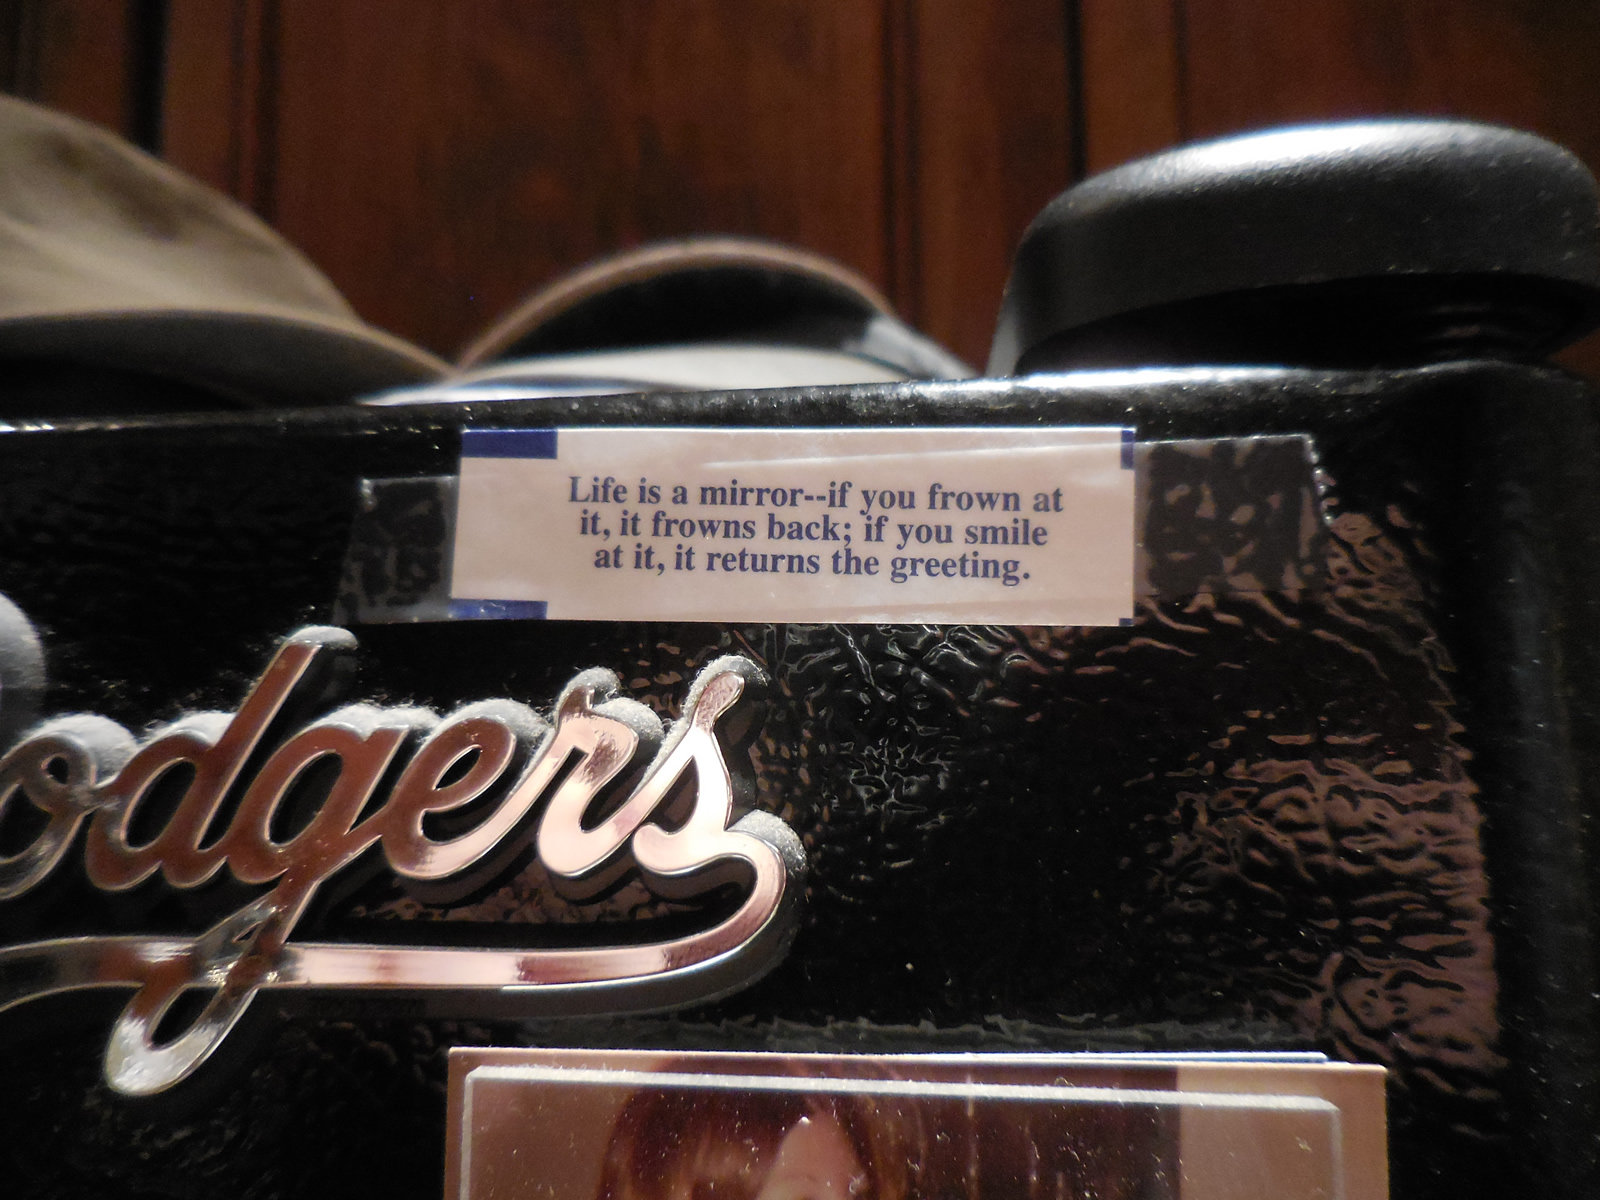 Life is a mirror--if you frown at
it, it frowns back; if you smile
at it, it returns the greeting.
odgers